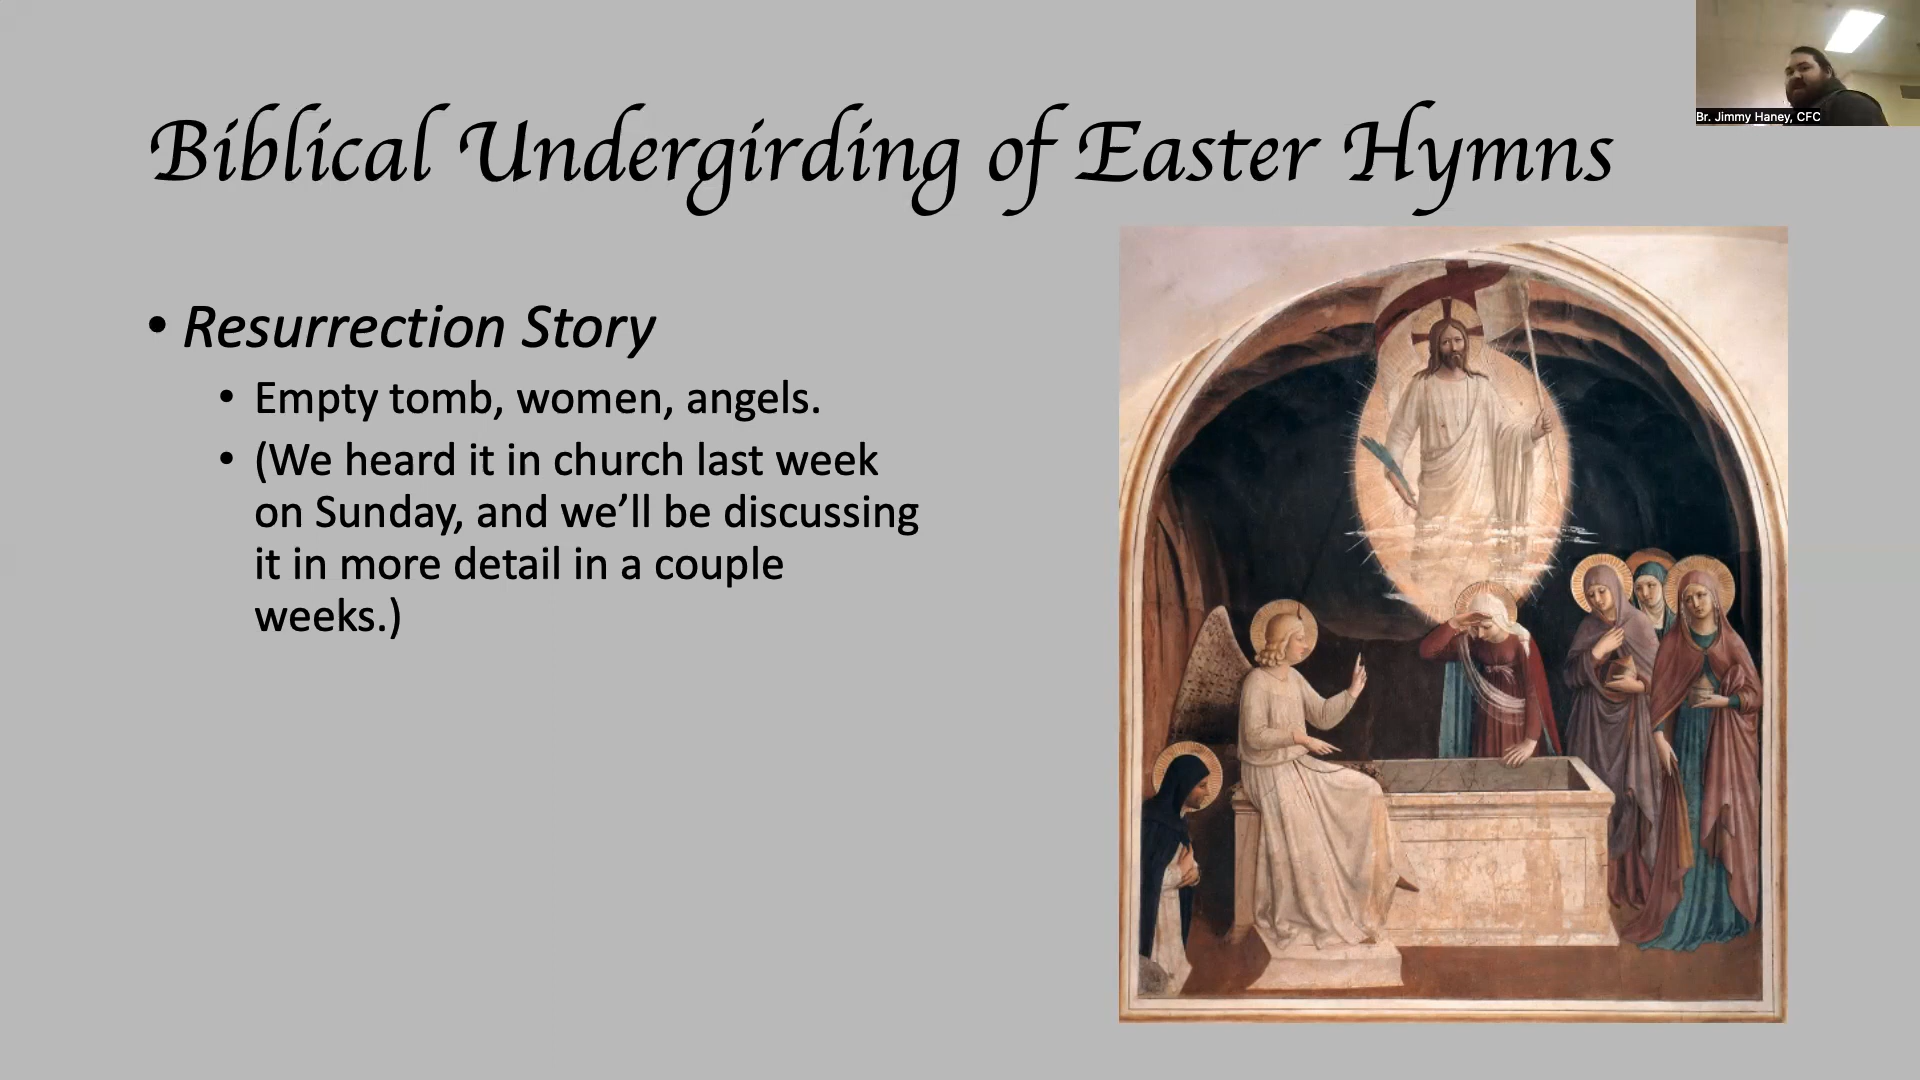 Biblical Undergirding of Easter Hymns
Br. Jimmy Haney, CFC
• Resurrection Story
• Empty tomb, women, angels.
• (We heard it in church last week
on Sunday, and we’ll be discussing
it in more detail in a couple
weeks.)